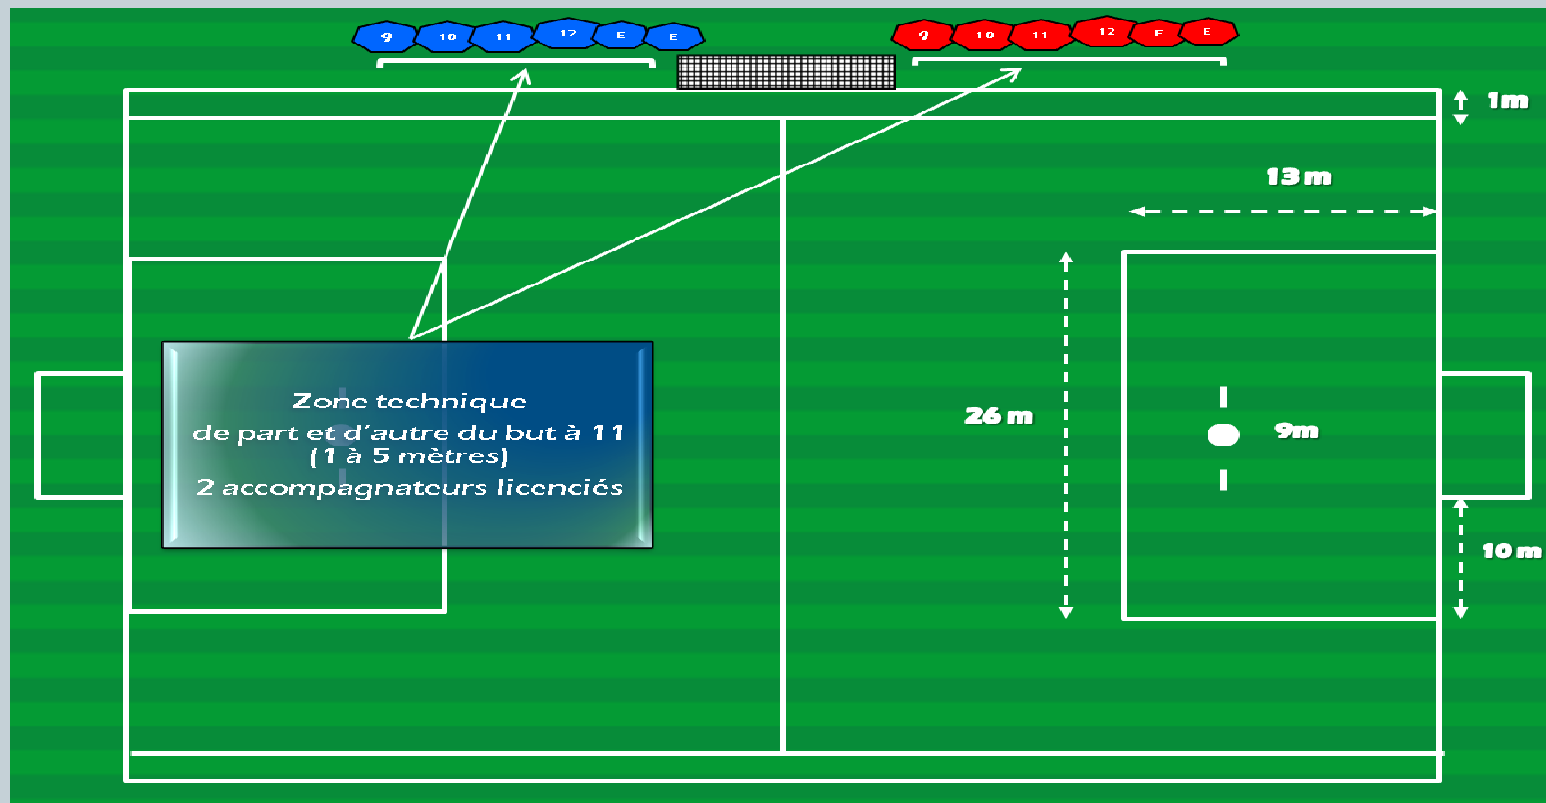 9 10 11 12 E E
9 10 11 12 F E
1m
13 m
26 m
9m
10 m
Zone technique
de part et d'autre du but à 11
(1 à 5 mètres)
2 accompagnateurs licenciés